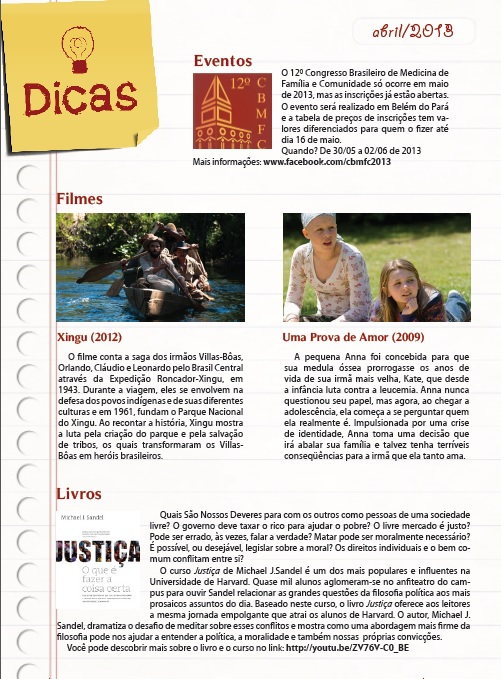 abril/2013
Dicas
Eventos
12º
CBMFC
O 12º Congresso Brasileiro de Medicina de
Família e Comunidade só ocorre em maio
de 2013, mas as inscrições já estão abertas.
O evento será realizado em Belém do Pará
e a tabela de preços de inscrições tem va-
lores diferenciados para quem o fizer até
dia 16 de maio.
Quando? De 30/05 a 02/06 de 2013
Mais informações: www.facebook.com/cbmfc2013
Filmes
Xingu (2012)
O filme conta a saga dos irmãos Villas-Bôas,
Orlando, Cláudio e Leonardo pelo Brasil Central
através da Expedição Roncador-Xingu, em
1943. Durante a viagem, eles se envolvem na
defesa dos povos indígenas e de suas diferentes
culturas e em 1961, fundam o Parque Nacional
do Xingu. Ao recontar a história, Xingu mostra
a luta pela criação do parque e pela salvação
de tribos, os quais transformaram os Villas-
Bôas em heróis brasileiros.
Uma Prova de Amor (2009)
A pequena Anna foi concebida para que
sua medula óssea prorrogasse os anos de
vida de sua irmã mais velha, Kate, que desde
a infância luta contra a leucemia. Anna nunca
questionou seu papel, mas agora, ao chegar a
adolescência, ela começa a se perguntar quem
ela realmente é. Impulsionada por uma crise
de identidade, Anna toma uma decisão que
irá abalar sua família e talvez tenha terríveis
conseqüências para a irmã que ela tanto ama.
Livros
Michael J. Sandel
JUSTIÇA
O que é
fazer a
coisa certa
Quais São Nossos Deveres para com os outros como pessoas de uma sociedade
livre? O governo deve taxar o rico para ajudar o pobre? O livre mercado é justo?
Pode ser errado, às vezes, falar a verdade? Matar pode ser moralmente necessário?
É possível, ou desejável, legislar sobre a moral? Os direitos individuais e o bem co-
mum conflitam entre si?
O curso Justiça de Michael J.Sandel é um dos mais populares e influentes na
Universidade de Harvard. Quase mil alunos aglomeram-se no anfiteatro do cam-
pus para ouvir Sandel relacionar as grandes questões da filosofia política aos mais
prosaicos assuntos do dia. Baseado neste curso, o livro Justiça oferece aos leitores
a mesma jornada empolgante que atrai os alunos de Harvard. O autor, Michael J.
Sandel, dramatiza o desafio de meditar sobre esses conflitos e mostra como uma abordagem mais firme da
filosofia pode nos ajudar a entender a política, a moralidade e também nossas próprias convicções.
Você pode descobrir mais sobre o livro e o curso no link: http://youtu.be/ZV76V-C0_BE